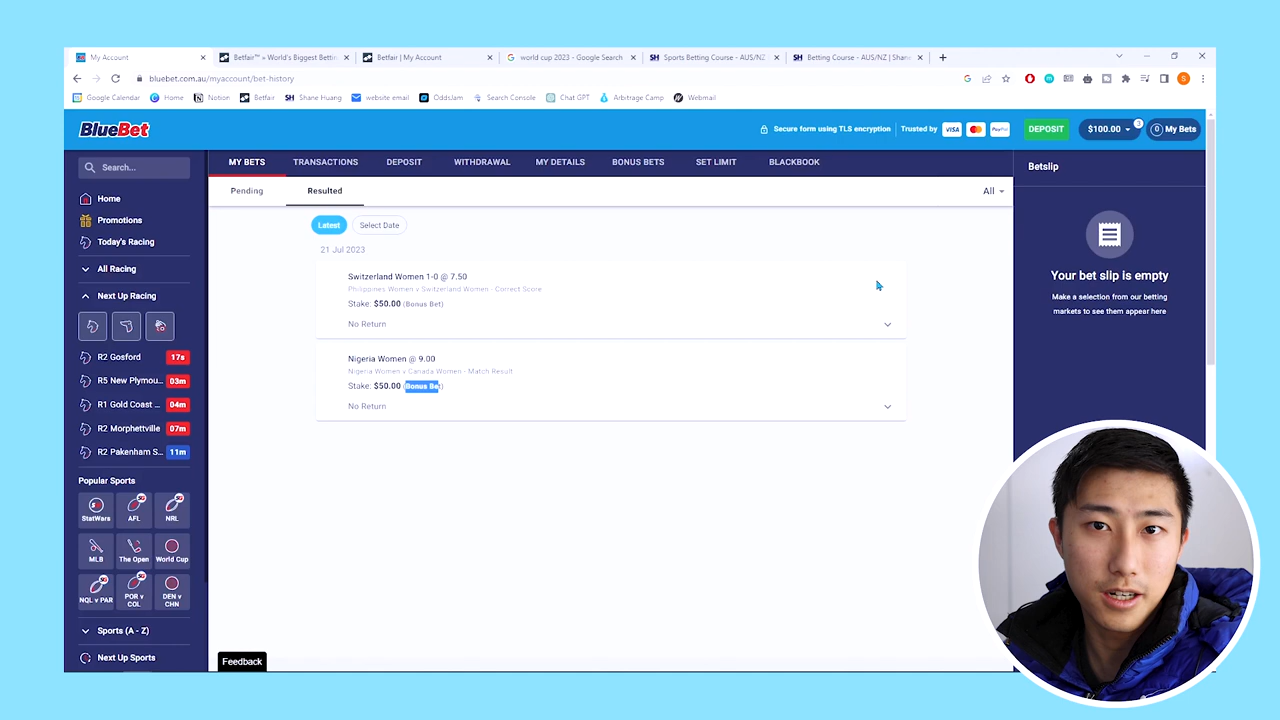 My Account
Betfair™ » World's Biggest Bettin
Betfair | My Account
world cup 2023 - Google Search
Sports Betting Course - AUS/NZ
Betting Course - AUS/NZ | Shan
bluebet.com.au/myaccount/bet-history
Google Calendar Home Notion Betfair Shane Huang website email OddsJam Search Console Chat GPT Arbitrage Camp Webmail
BlueBet
Secure form using TLS encryption Trusted by VISA PayPal DEPOSIT $100.00 3 0 My Bets
Search...
MY BETS TRANSACTIONS DEPOSIT WITHDRAWAL MY DETAILS BONUS BETS SET LIMIT BLACKBOOK
Betslip
Pending Resulted All
Home
Promotions
Today's Racing
All Racing
Next Up Racing
R2 Gosford 17s
R5 New Plymou... 03m
R1 Gold Coast ... 04m
R2 Morphettville 07m
R2 Pakenham S... 11m
Popular Sports
StatWars AFL NRL
MLB The Open World Cup
NQL v PAR POR v COL DEN v CHN
Sports (A - Z)
Next Up Sports
Latest Select Date
21 Jul 2023
Switzerland Women 1-0 @ 7.50
Philippines Women v Switzerland Women - Correct Score
Stake: $50.00 (Bonus Bet)
No Return
Nigeria Women @ 9.00
Nigeria Women v Canada Women - Match Result
Stake: $50.00 (Bonus Bet)
No Return
Your bet slip is empty
Make a selection from our betting
markets to see them appear here
Feedback